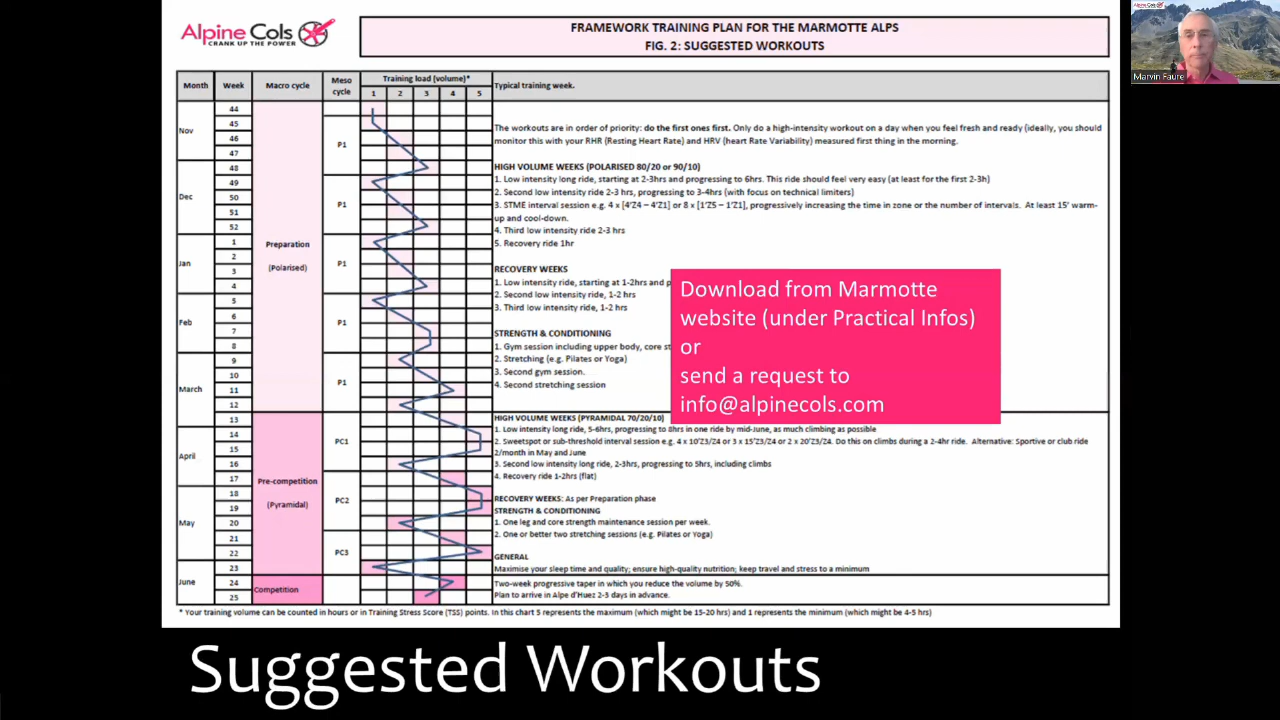 Alpine Cols
CRANK UP THE POWER
FRAMEWORK TRAINING PLAN FOR THE MARMOTTE ALPS
FIG. 2: SUGGESTED WORKOUTS
Marvin Faure
Month Week Macro cycle Meso cycle Training load (volume)* Typical training week.
1 2 3 4 5
Nov
Dec
Jan
Feb
March
April
May
June
44
45
46
47
48
49
50
51
52
1
2
3
4
5
6
7
8
9
10
11
12
13
14
15
16
17
18
19
20
21
22
23
24
25
Preparation
(Polarised)
Pre-competition
(Pyramidal)
Competition
P1
P1
P1
P1
P1
PC1
PC2
PC3
The workouts are in order of priority: do the first ones first. Only do a high-intensity workout on a day when you feel fresh and ready (ideally, you should
monitor this with your RHR (Resting Heart Rate) and HRV (heart Rate Variability) measured first thing in the morning.
HIGH VOLUME WEEKS (POLARISED 80/20 or 90/10)
1. Low intensity long ride, starting at 2-3hrs and progressing to 6hrs. This ride should feel very easy (at least for the first 2-3h)
2. Second low intensity ride 2-3 hrs, progressing to 3-4hrs (with focus on technical limiters)
3. STME interval session e.g. 4 x [4'Z4 – 4'Z1] or 8 x [1'Z5 – 1'Z1], progressively increasing the time in zone or the number of intervals. At least 15' warm-
up and cool-down.
4. Third low intensity ride 2-3 hrs
5. Recovery ride 1hr
RECOVERY WEEKS
1. Low intensity ride, starting at 1-2hrs and p
2. Second low intensity ride, 1-2 hrs
3. Third low intensity ride, 1-2 hrs
STRENGTH & CONDITIONING
1. Gym session including upper body, core st
2. Stretching (e.g. Pilates or Yoga)
3. Second gym session.
4. Second stretching session
Download from Marmotte
website (under Practical Infos)
or
send a request to
info@alpinecols.com
HIGH VOLUME WEEKS (PYRAMIDAL 70/20/10)
1. Low intensity long ride, 5-6hrs, progressing to 8hrs in one ride by mid-June, as much climbing as possible
2. Sweetspot or sub-threshold interval session e.g. 4 x 10'Z3/Z4 or 3 x 15'Z3/Z4 or 2 x 20'Z3/Z4. Do this on climbs during a 2-4hr ride. Alternative: Sportive or club ride
2/month in May and June
3. Second low intensity long ride, 2-3hrs, progressing to 5hrs, including climbs
4. Recovery ride 1-2hrs (flat)
RECOVERY WEEKS: As per Preparation phase
STRENGTH & CONDITIONING
1. One leg and core strength maintenance session per week.
2. One or better two stretching sessions (e.g. Pilates or Yoga)
GENERAL
Maximise your sleep time and quality; ensure high-quality nutrition; keep travel and stress to a minimum
Two-week progressive taper in which you reduce the volume by 50%.
Plan to arrive in Alpe d'Huez 2-3 days in advance.
* Your training volume can be counted in hours or in Training Stress Score (TSS) points. In this chart 5 represents the maximum (which might be 15-20 hrs) and 1 represents the minimum (which might be 4-5 hrs)
Suggested Workouts